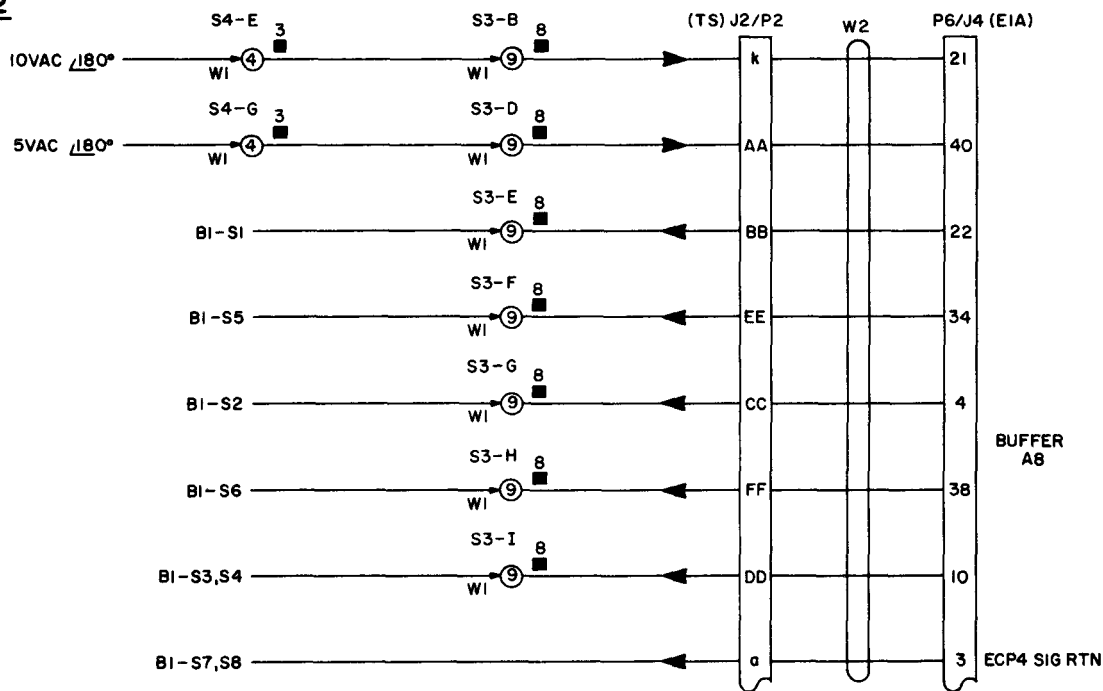 S4-E S3-B (TS) J2/P2 W2 P6/J4 (EIA)
3 8
10VAC ∠180° W1 4 W1 9 k 21
S4-G S3-D
3 8
5VAC ∠180° W1 4 W1 9 AA 40
S3-E
8
B1-S1 W1 9 BB 22
S3-F
8
B1-S5 W1 9 EE 34
S3-G
8
B1-S2 W1 9 CC 4
BUFFER
A8
S3-H
8
B1-S6 W1 9 FF 38
S3-I
8
B1-S3,S4 W1 9 DD 10
B1-S7,S8 a 3 ECP4 SIG RTN